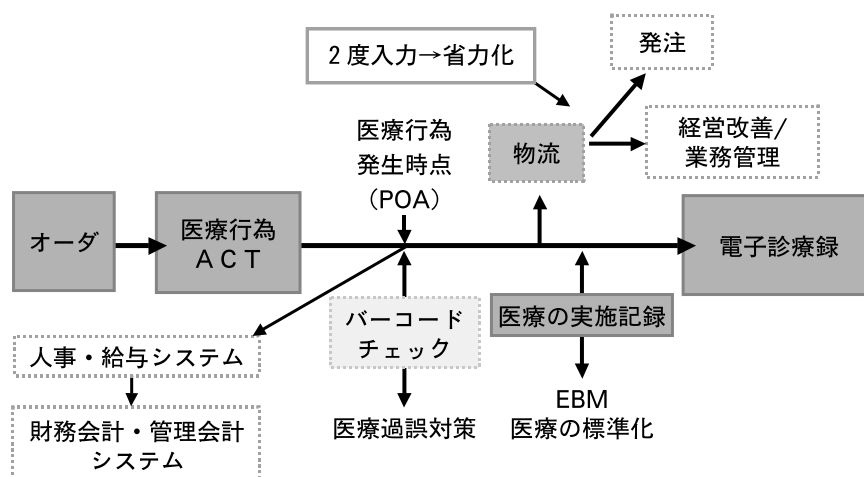 2度入力→省力化
発注
医療行為
発生時点
（POA）
物流
経営改善/
業務管理
オーダ
医療行為
ＡＣＴ
電子診療録
バーコード
チェック
医療の実施記録
人事・給与システム
財務会計・管理会計
システム
医療過誤対策
EBM
医療の標準化